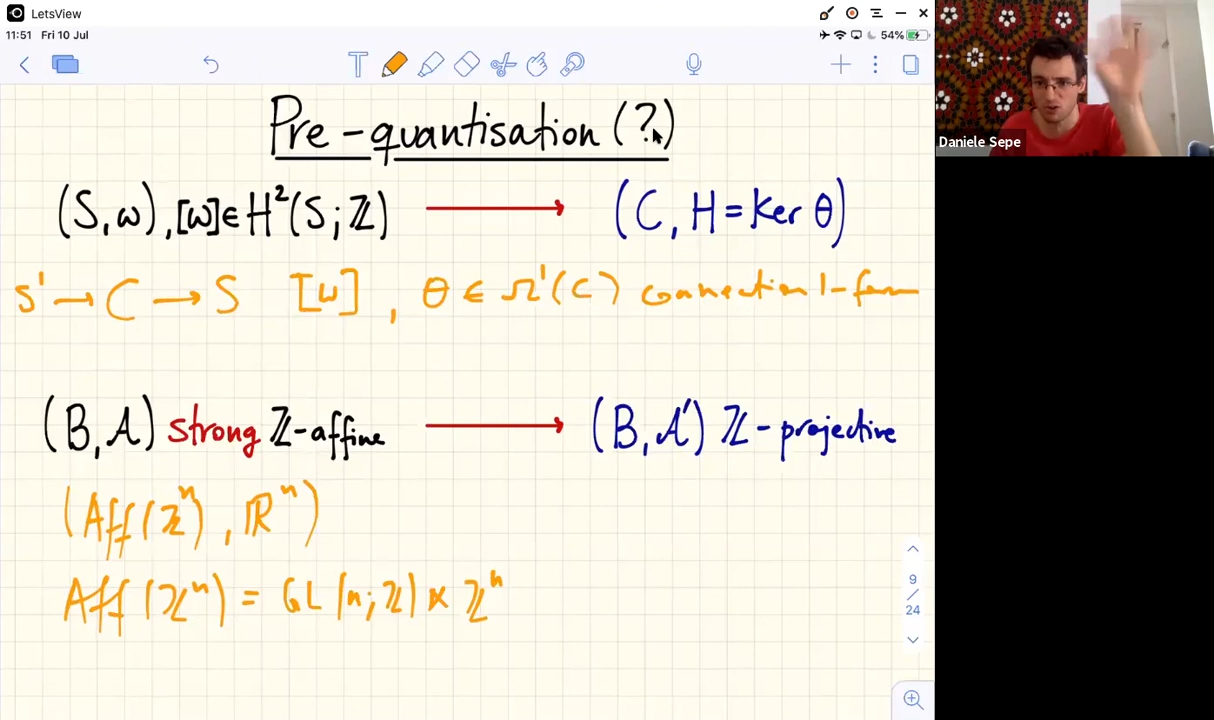 LetsView
11:51 Fri 10 Jul
54%
Pre-quantisation (?)
(S, ω), [ω] ∈ H²(S; ℤ) ⟶ (C, H = Ker θ)
S¹ → C → S [ω], θ ∈ Ω¹(C) connection 1-form
(B, A) strong ℤ-affine ⟶ (B, A') ℤ-projective
(Aff(ℤⁿ), ℝⁿ)
Aff(ℤⁿ) = GL(n; ℤ) ⋉ ℤⁿ
9
/
24
Daniele Sepe